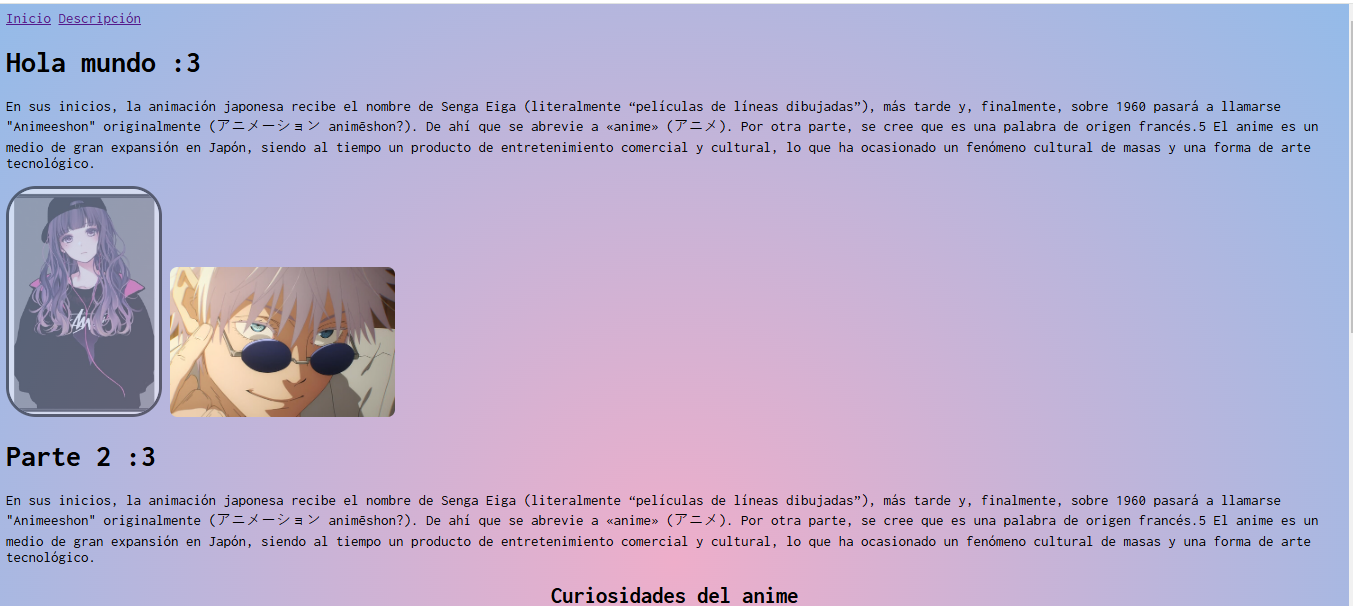 Inicio Descripción
Hola mundo :3
En sus inicios, la animación japonesa recibe el nombre de Senga Eiga (literalmente “películas de líneas dibujadas”), más tarde y, finalmente, sobre 1960 pasará a llamarse
"Animeeshon" originalmente (アニメーション animēshon?). De ahí que se abrevie a «anime» (アニメ). Por otra parte, se cree que es una palabra de origen francés.5 El anime es un
medio de gran expansión en Japón, siendo al tiempo un producto de entretenimiento comercial y cultural, lo que ha ocasionado un fenómeno cultural de masas y una forma de arte
tecnológico.
Parte 2 :3
En sus inicios, la animación japonesa recibe el nombre de Senga Eiga (literalmente “películas de líneas dibujadas”), más tarde y, finalmente, sobre 1960 pasará a llamarse
"Animeeshon" originalmente (アニメーション animēshon?). De ahí que se abrevie a «anime» (アニメ). Por otra parte, se cree que es una palabra de origen francés.5 El anime es un
medio de gran expansión en Japón, siendo al tiempo un producto de entretenimiento comercial y cultural, lo que ha ocasionado un fenómeno cultural de masas y una forma de arte
tecnológico.
Curiosidades del anime